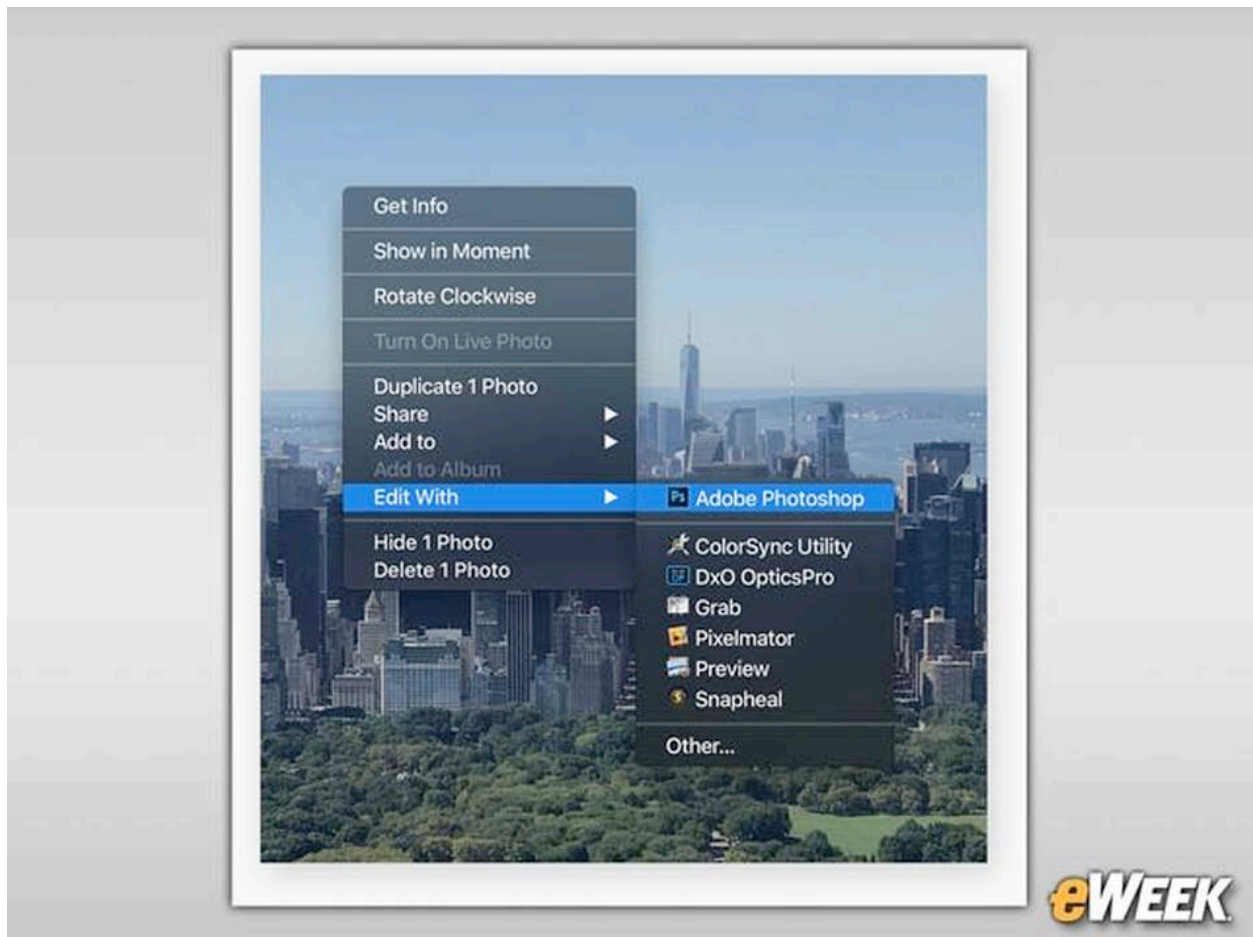 Get Info
Show in Moment
Rotate Clockwise
Turn On Live Photo
Duplicate 1 Photo
Share
Add to
Add to Album
Edit With
Hide 1 Photo
Delete 1 Photo
Ps Adobe Photoshop
ColorSync Utility
DxO OpticsPro
Grab
Pixelmator
Preview
Snapheal
Other...
eWEEK